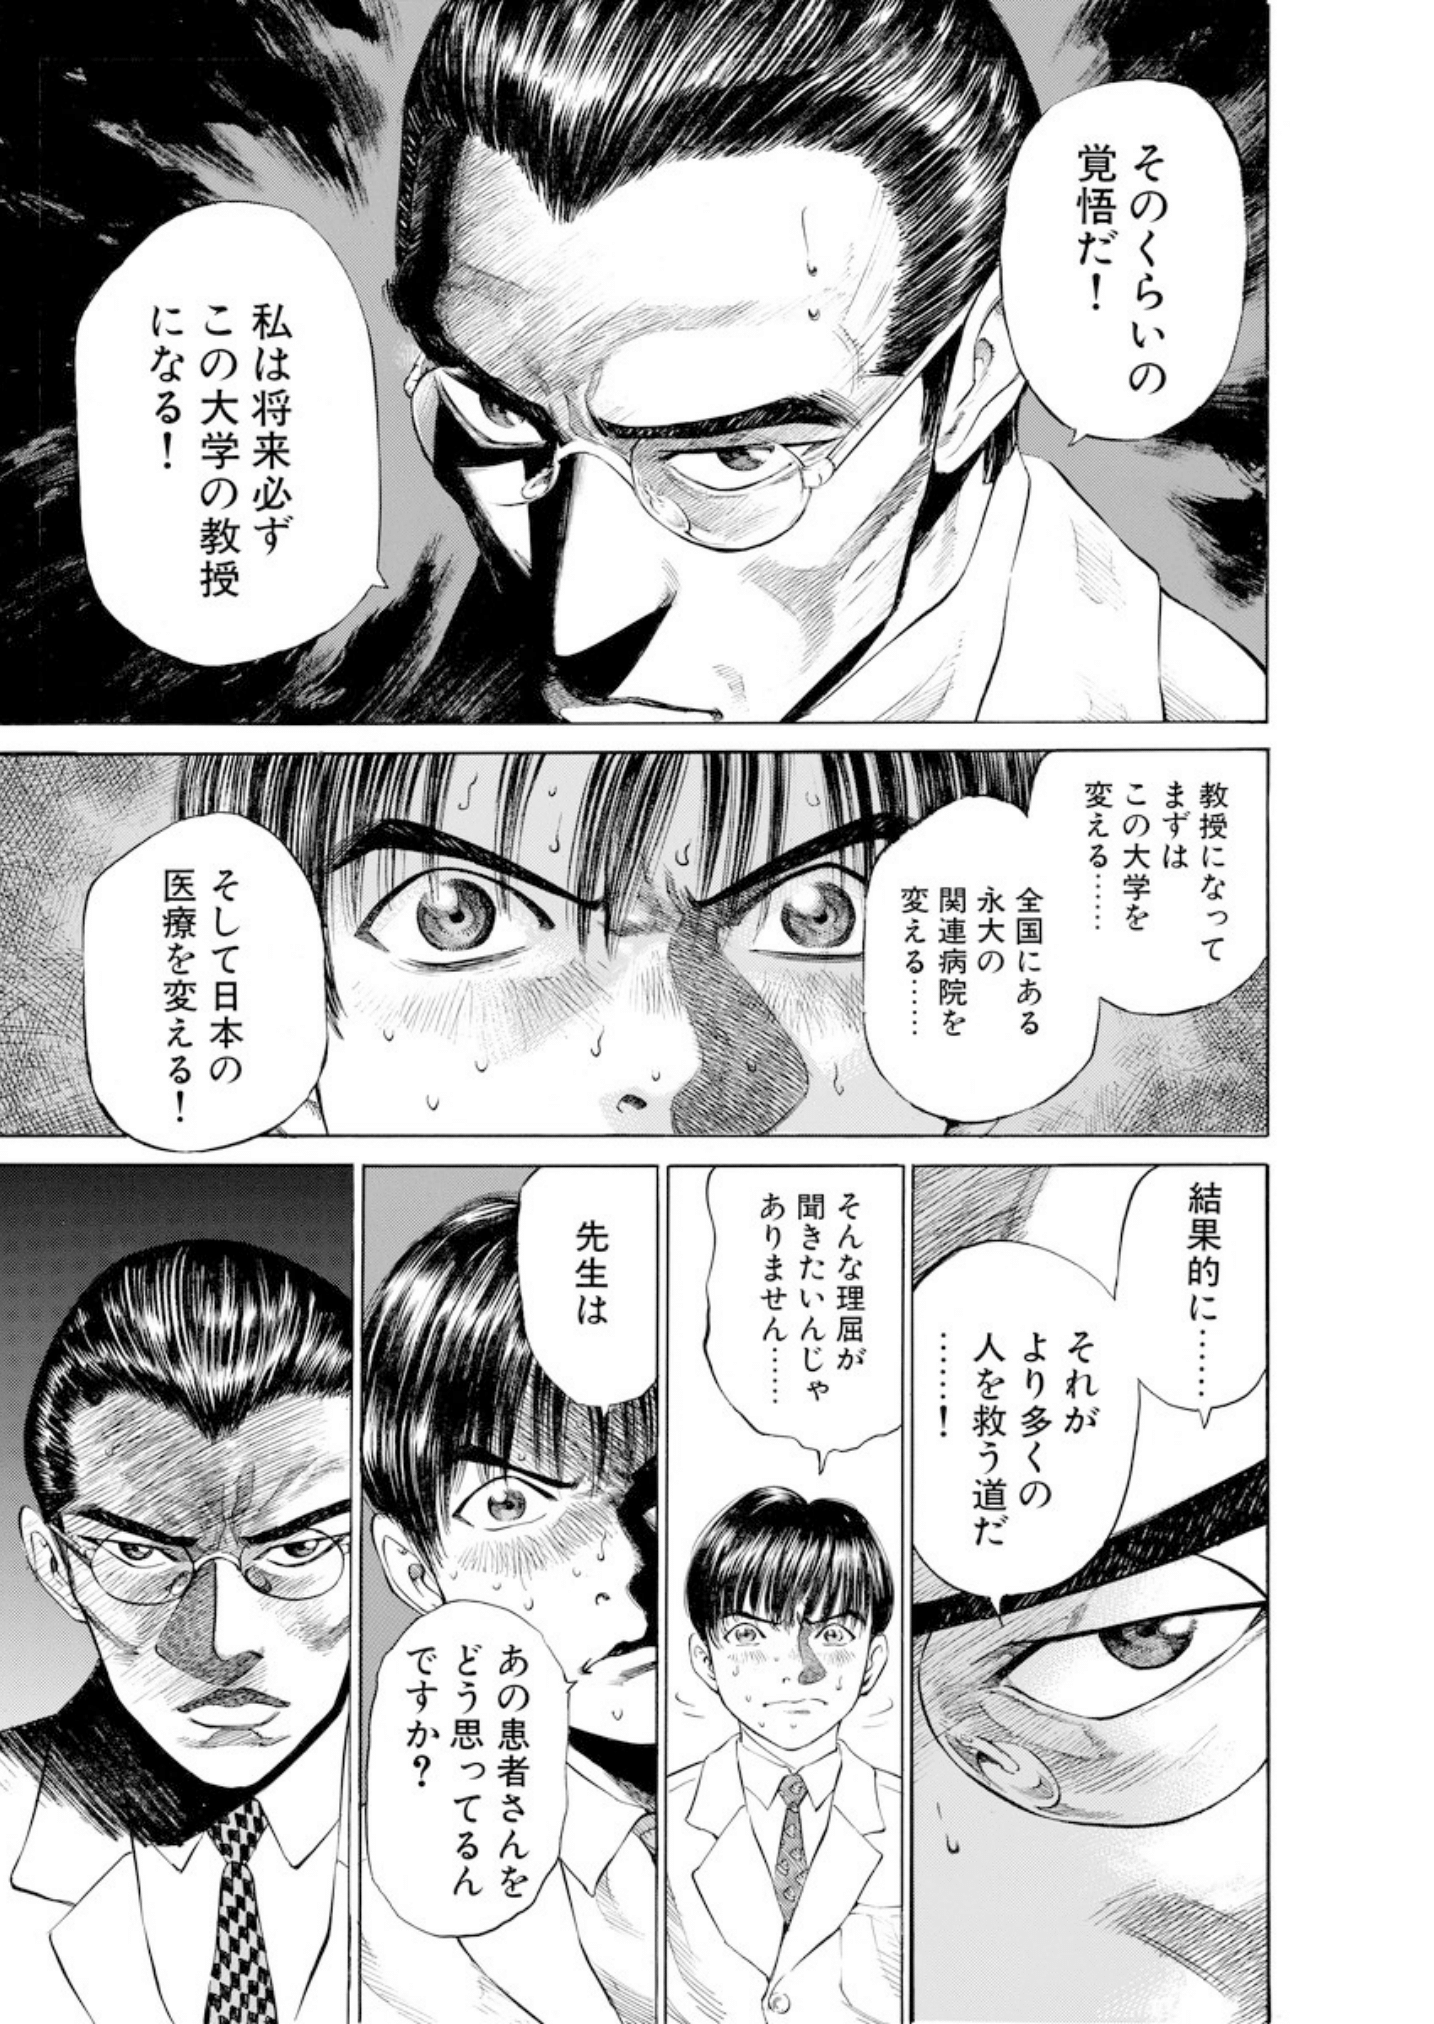 そのくらいの
覚悟だ！
私は将来必ず
この大学の教授
になる！
教授になって
まずは
この大学を
変える……
全国にある
永大の
関連病院を
変える……
そして日本の
医療を変える！
結果的に……
それが
より多くの
人を救う道だ
……！
そんな理屈が
聞きたいんじゃ
ありません……
先生は
あの患者さんを
どう思ってるん
ですか？